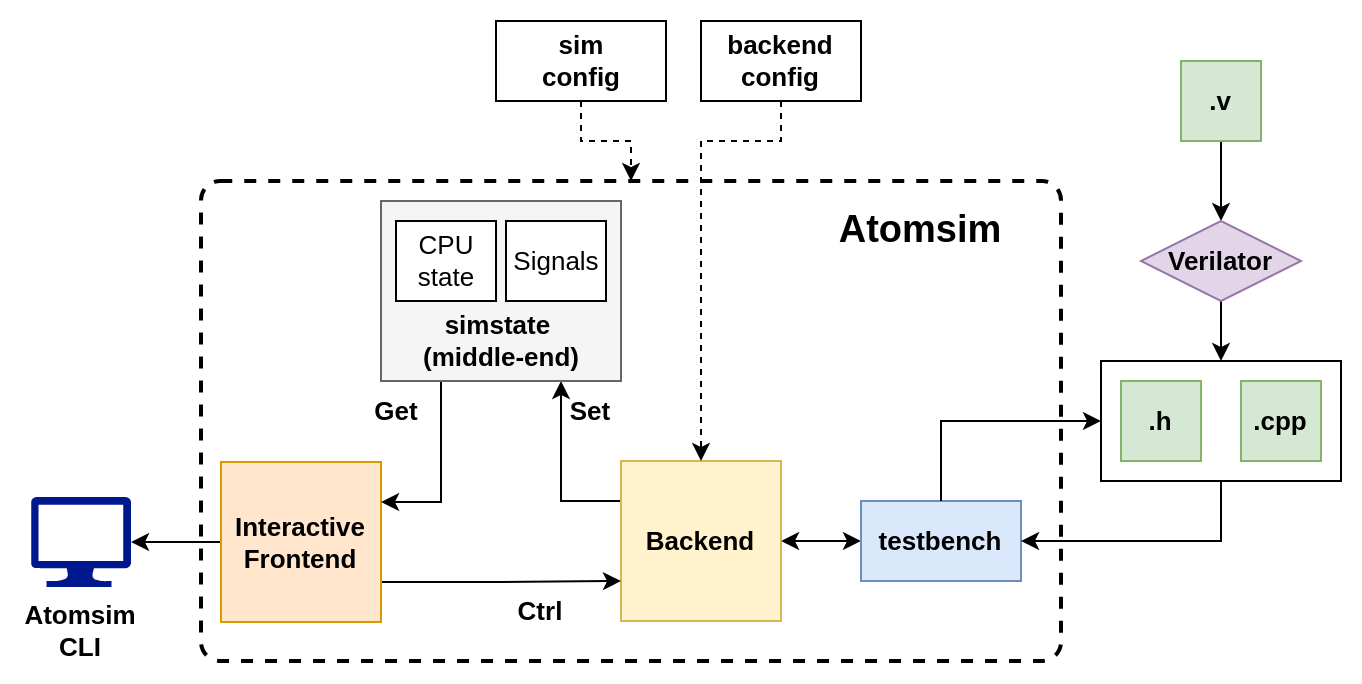 sim
config
backend
config
.v
Atomsim
CPU
state
Signals
Verilator
simstate
(middle-end)
Get
Set
.h
.cpp
Interactive
Frontend
Backend
testbench
Ctrl
Atomsim
CLI